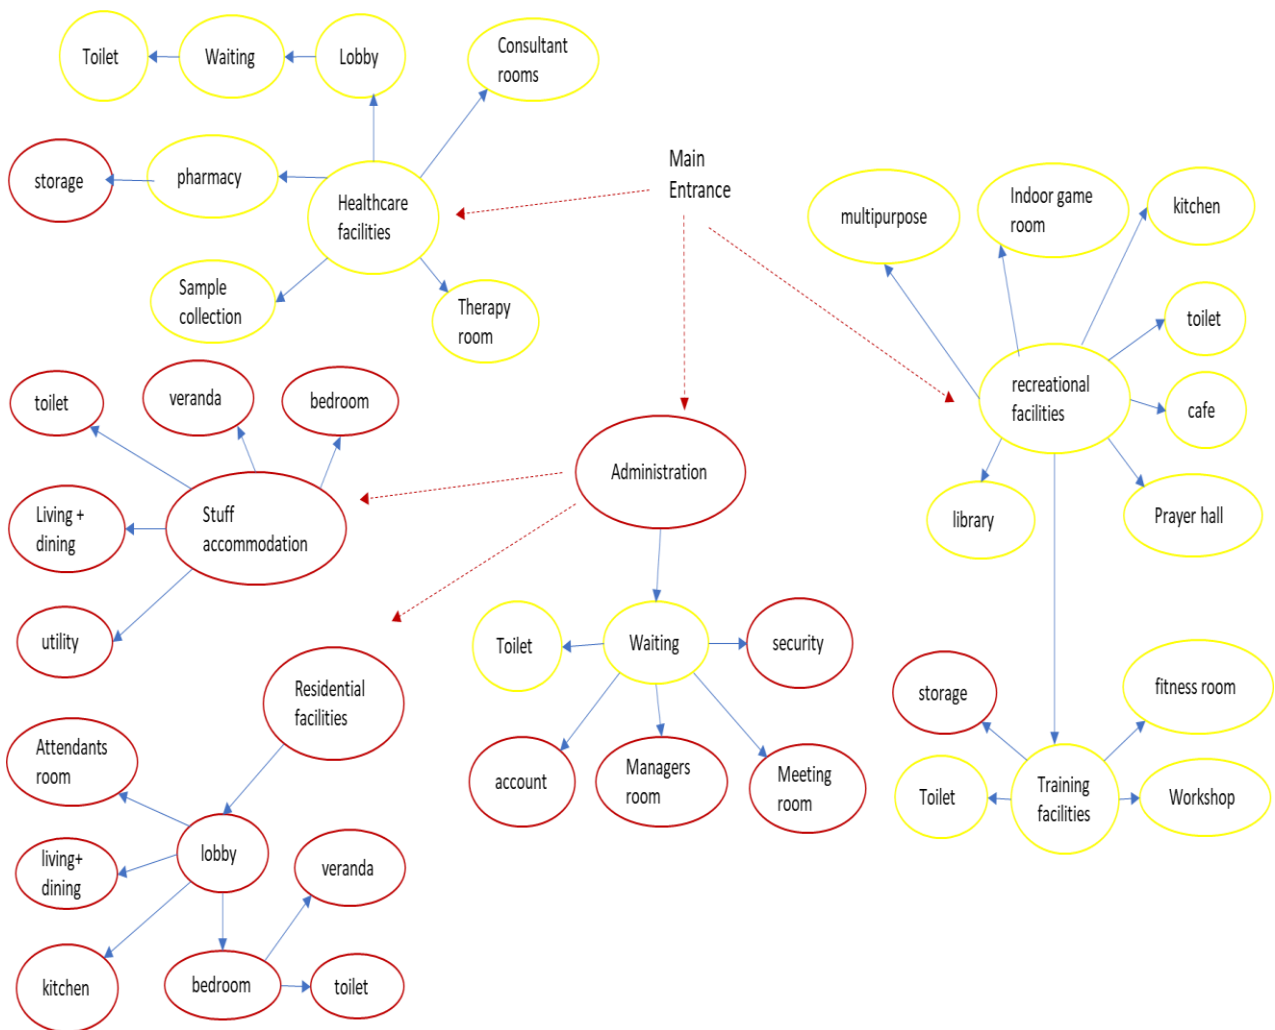 Toilet
Waiting
Lobby
Consultant
rooms
storage
pharmacy
Healthcare
facilities
Sample
collection
Therapy
room
Main
Entrance
multipurpose
Indoor game
room
kitchen
toilet
recreational
facilities
cafe
library
Prayer hall
toilet
veranda
bedroom
Living +
dining
Stuff
accommodation
utility
Administration
Toilet
Waiting
security
account
Managers
room
Meeting
room
storage
fitness room
Toilet
Training
facilities
Workshop
Residential
facilities
Attendants
room
lobby
living+
dining
veranda
kitchen
bedroom
toilet